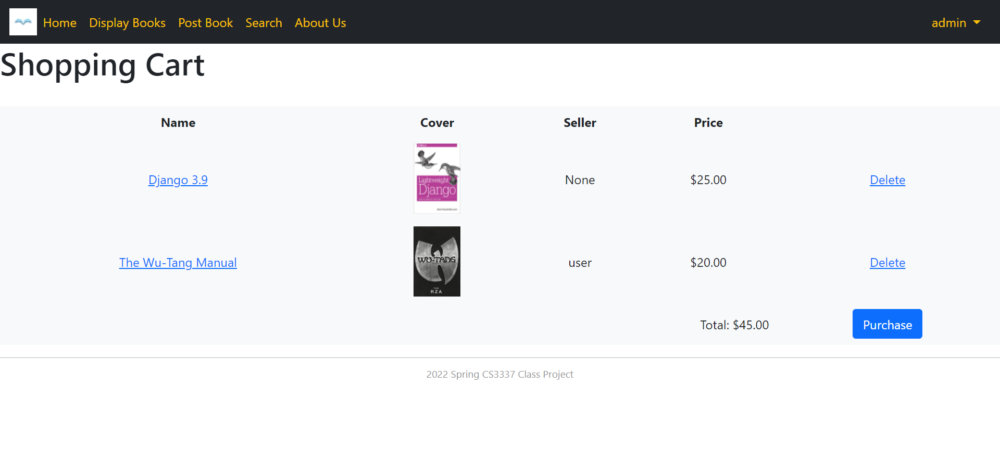 Home Display Books Post Book Search About Us admin
Shopping Cart
Name Cover Seller Price
Django 3.9 None $25.00 Delete
Lightweight
Django
The Wu-Tang Manual user $20.00 Delete
WU-TANG
THE
RZA
Total: $45.00 Purchase
2022 Spring CS3337 Class Project